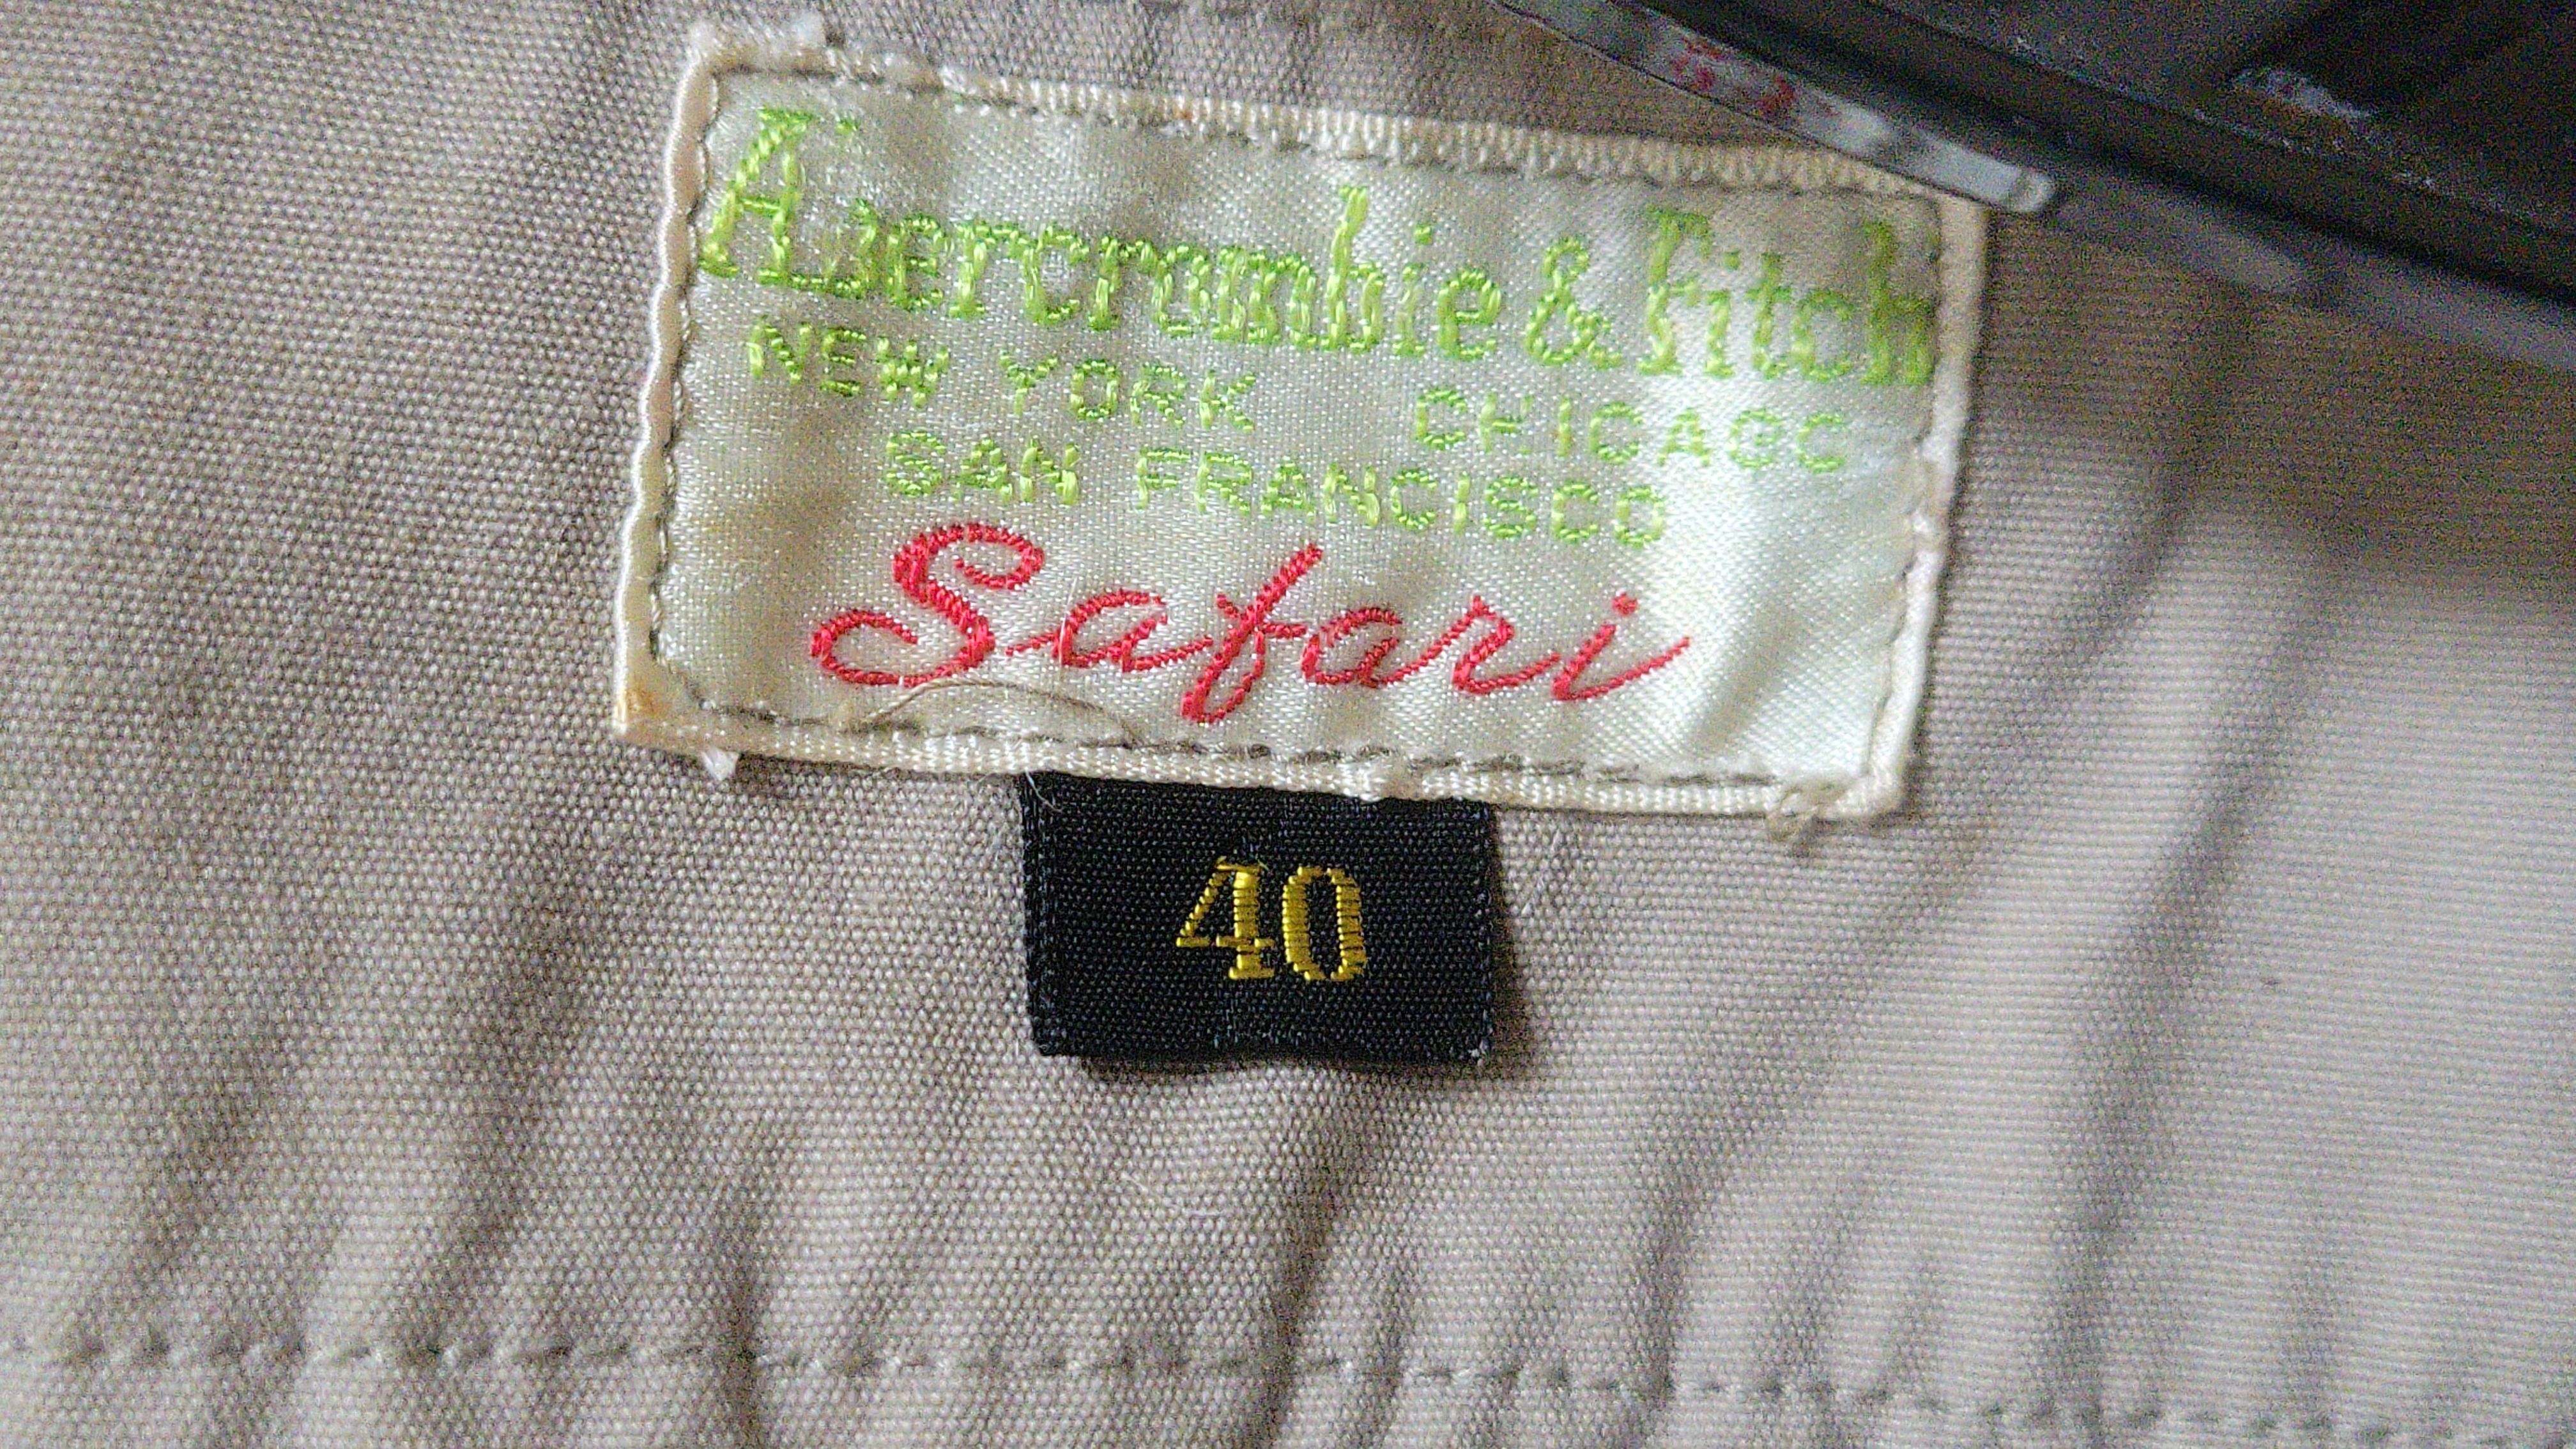 Abercrombie & Fitch
NEW YORK CHICAGO
SAN FRANCISCO
Safari
40